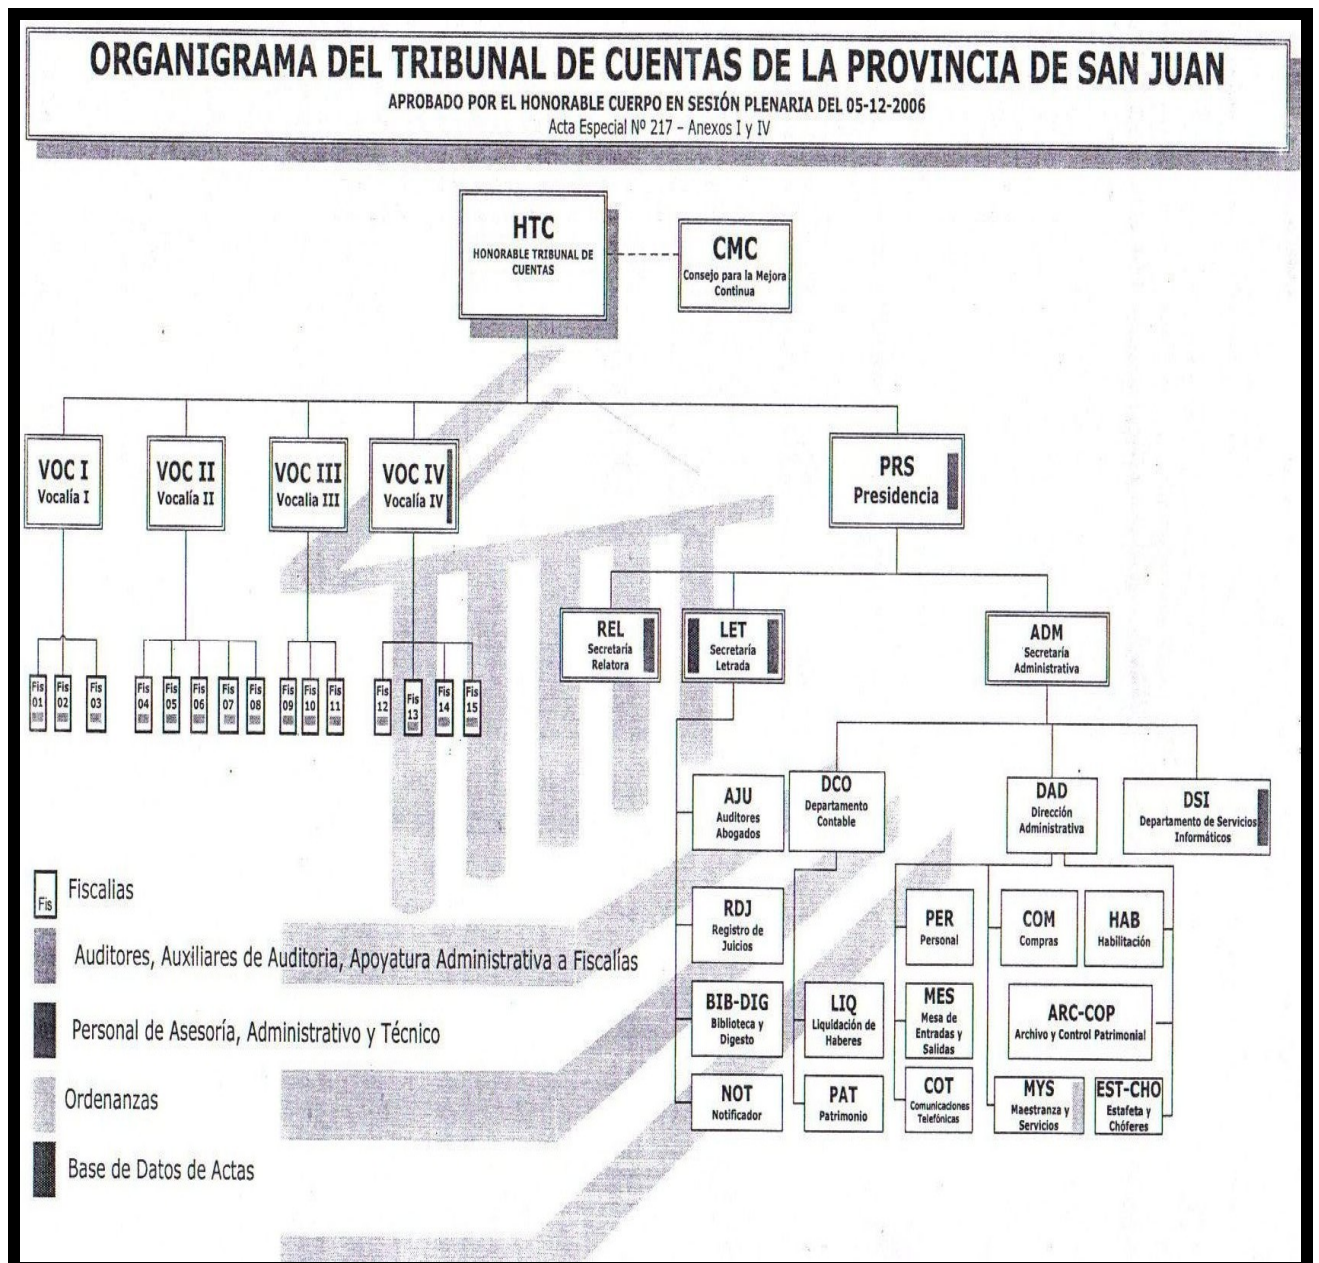 ORGANIGRAMA DEL TRIBUNAL DE CUENTAS DE LA PROVINCIA DE SAN JUAN
APROBADO POR EL HONORABLE CUERPO EN SESIÓN PLENARIA DEL 05-12-2006
Acta Especial Nº 217 – Anexos I y IV
HTC
HONORABLE TRIBUNAL DE
CUENTAS
CMC
Consejo para la Mejora
Continua
VOC I
Vocalía I
VOC II
Vocalía II
VOC III
Vocalia III
VOC IV
Vocalía IV
PRS
Presidencia
REL
Secretaría
Relatora
LET
Secretaría
Letrada
ADM
Secretaría
Administrativa
Fis
01
Fis
02
Fis
03
Fis
04
Fis
05
Fis
06
Fis
07
Fis
08
Fis
09
Fis
10
Fis
11
Fis
12
Fis
13
Fis
14
Fis
15
AJU
Auditores
Abogados
DCO
Departamento
Contable
DAD
Dirección
Administrativa
DSI
Departamento de Servicios
Informáticos
RDJ
Registro de
Juicios
PER
Personal
COM
Compras
HAB
Habilitación
BIB-DIG
Biblioteca y
Digesto
LIQ
Liquidación de
Haberes
MES
Mesa de
Entradas y
Salidas
ARC-COP
Archivo y Control Patrimonial
NOT
Notificador
PAT
Patrimonio
COT
Comunicaciones
Telefónicas
MYS
Maestranza y
Servicios
EST-CHO
Estafeta y
Chóferes
Fis
Fiscalias
Auditores, Auxiliares de Auditoria, Apoyatura Administrativa a Fiscalías
Personal de Asesoría, Administrativo y Técnico
Ordenanzas
Base de Datos de Actas